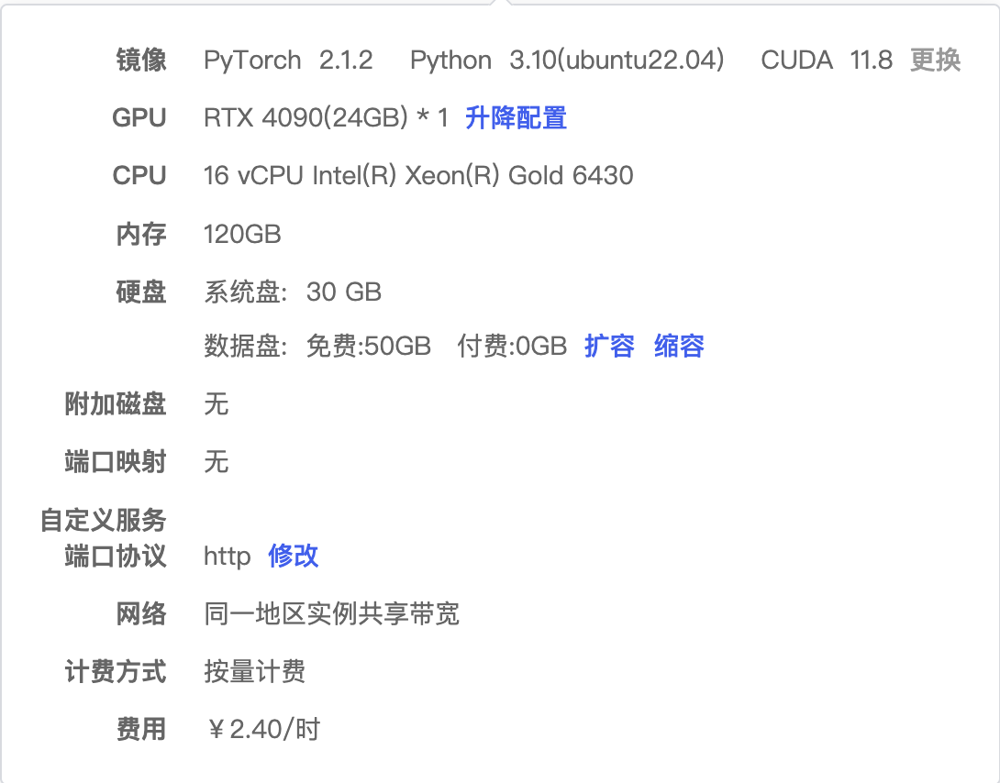 镜像 PyTorch 2.1.2 Python 3.10(ubuntu22.04) CUDA 11.8 更换
GPU RTX 4090(24GB) * 1 升降配置
CPU 16 vCPU Intel(R) Xeon(R) Gold 6430
内存 120GB
硬盘 系统盘: 30 GB
数据盘: 免费:50GB 付费:0GB 扩容 缩容
附加磁盘 无
端口映射 无
自定义服务
端口协议 http 修改
网络 同一地区实例共享带宽
计费方式 按量计费
费用 ￥2.40/时